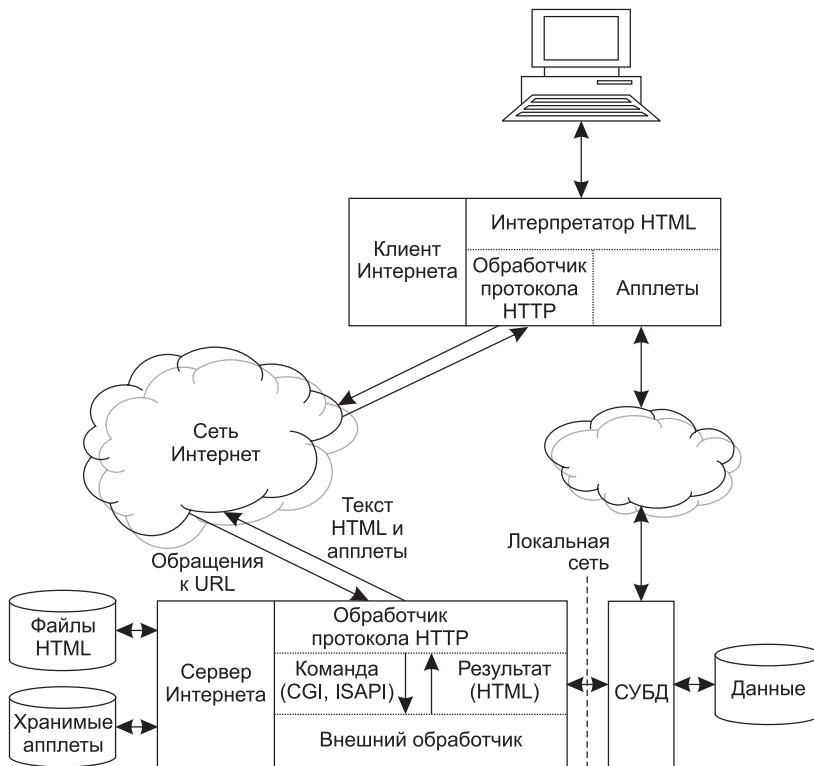 Клиент
Интернета
Интерпретатор HTML
Обработчик
протокола
HTTP
Апплеты
Сеть
Интернет
Текст
HTML и
апплеты
Обращения
к URL
Локальная
сеть
Файлы
HTML
Хранимые
апплеты
Сервер
Интернета
Обработчик
протокола HTTP
Команда
(CGI, ISAPI)
Результат
(HTML)
Внешний обработчик
СУБД
Данные